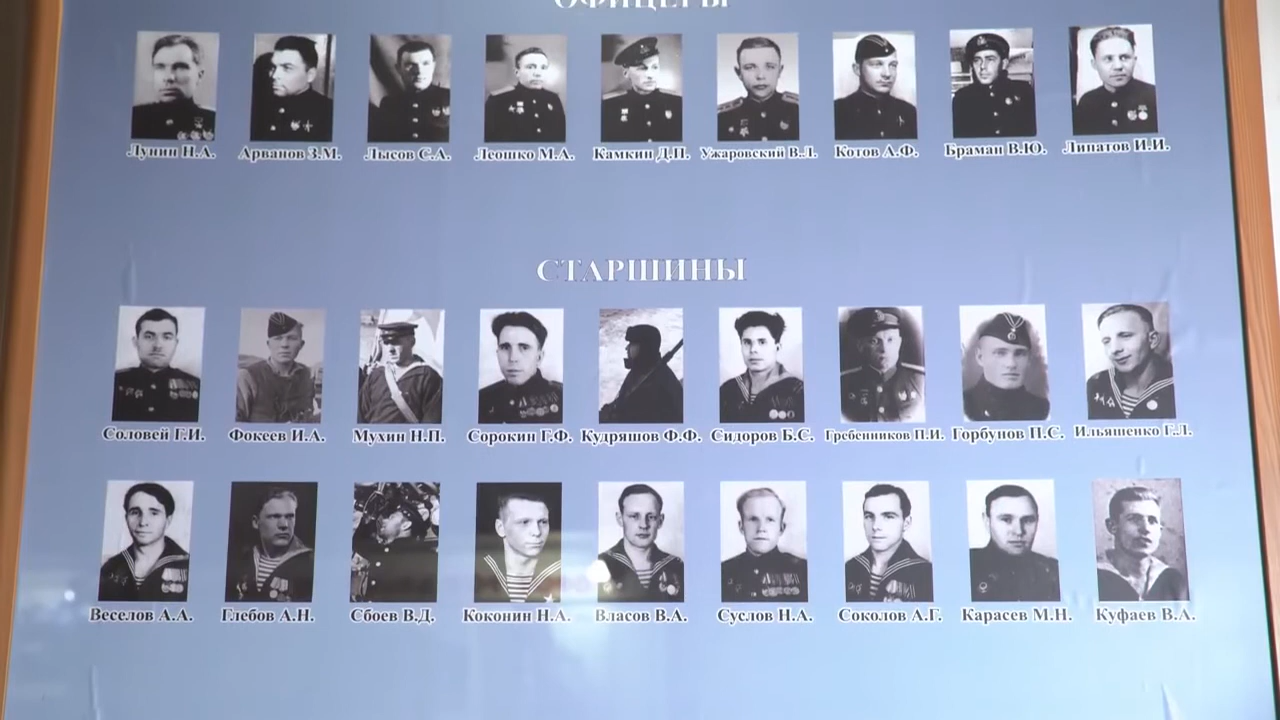 ОФИЦЕРЫ
Лунин Н.А. Арванов З.М. Лысов С.А. Леошко М.А. Камкин Д.П. Ужаровский В.Л. Котов А.Ф. Браман В.Ю. Липатов И.И.
СТАРШИНЫ
Соловей Г.И. Фокеев И.А. Мухин Н.П. Сорокин Г.Ф. Кудряшов Ф.Ф. Сидоров Б.С. Гребенников П.И. Горбунов П.С. Ильяшенко Г.Л.
Веселов А.А. Глебов А.Н. Сбоев В.Д. Коконин Н.А. Власов В.А. Суслов Н.А. Соколов А.Г. Карасев М.Н. Куфаев В.А.